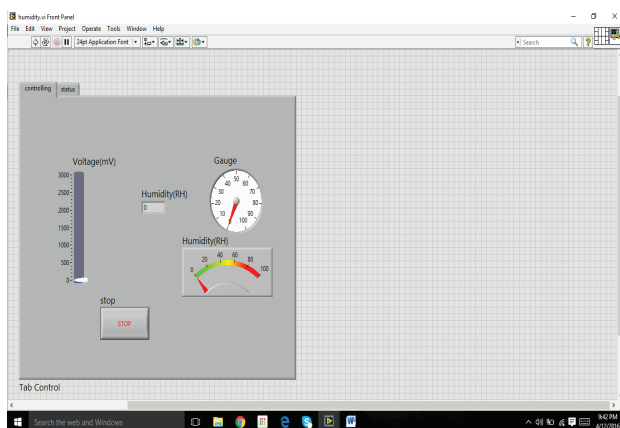 humidity.vi Front Panel
File Edit View Project Operate Tools Window Help
24pt Application Font
Search
controlling status
Voltage(mV)
3000
2500
2000
1500
1000
500
0
Humidity(RH)
0
Gauge
0
10
20
30
40
50
60
70
80
90
100
Humidity(RH)
0
20
40
60
80
100
stop
STOP
Tab Control
Search the web and Windows
9:42 PM
4/12/2016